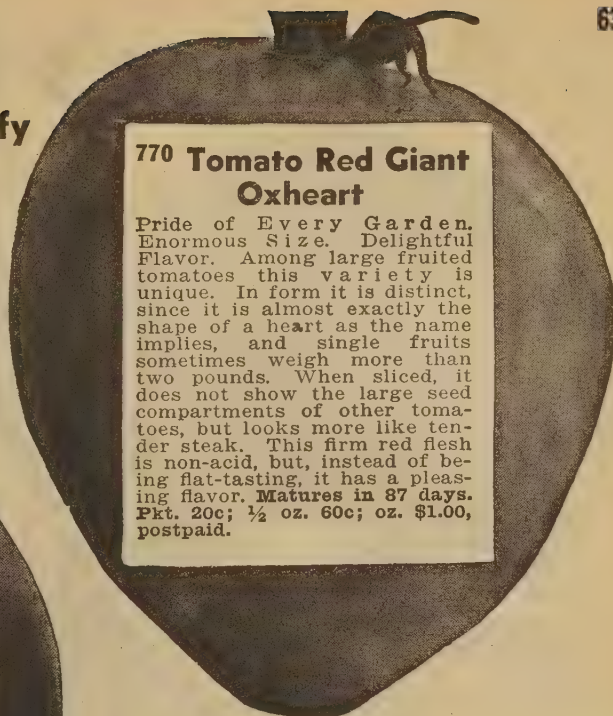 fy
770 Tomato Red Giant
Oxheart
Pride of Every Garden.
Enormous Size. Delightful
Flavor. Among large fruited
tomatoes this variety is
unique. In form it is distinct,
since it is almost exactly the
shape of a heart as the name
implies, and single fruits
sometimes weigh more than
two pounds. When sliced, it
does not show the large seed
compartments of other toma-
toes, but looks more like ten-
der steak. This firm red flesh
is non-acid, but, instead of be-
ing flat-tasting, it has a pleas-
ing flavor. Matures in 87 days.
Pkt. 20c; ½ oz. 60c; oz. $1.00,
postpaid.